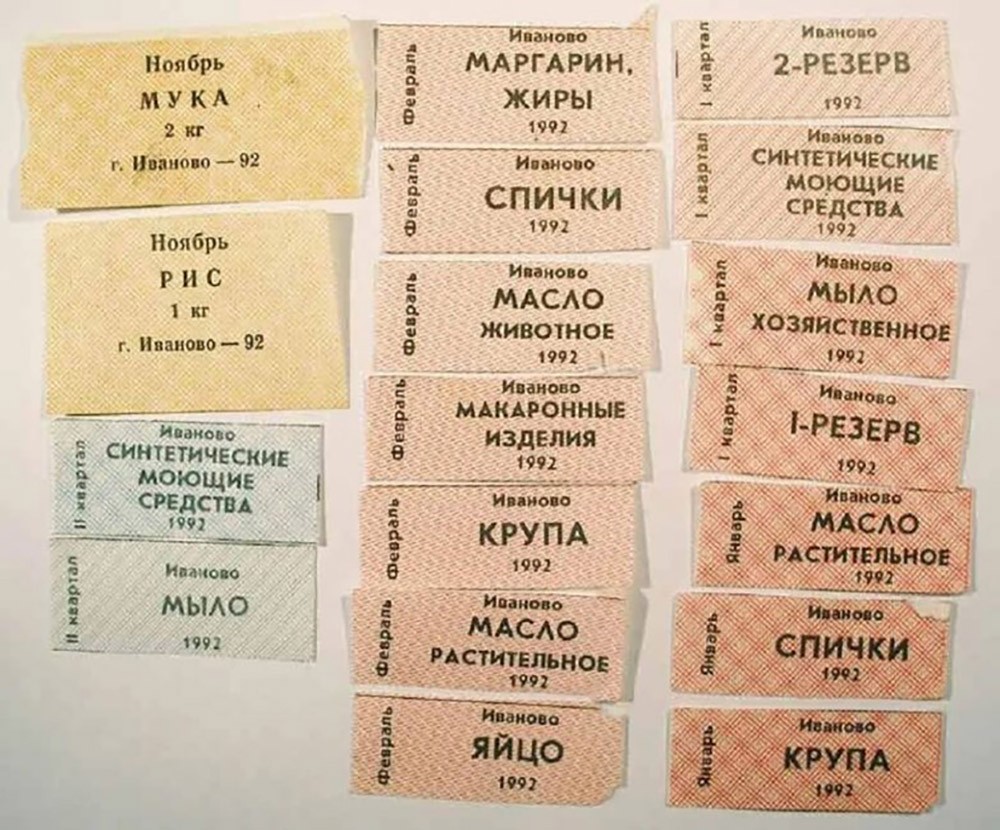 Ноябрь
МУКА
2 кг
г. Иваново — 92
Ноябрь
РИС
1 кг
г. Иваново — 92
II квартал
Иваново
СИНТЕТИЧЕСКИЕ
МОЮЩИЕ
СРЕДСТВА
1992
II квартал
Иваново
МЫЛО
1992
Февраль
Иваново
МАРГАРИН,
ЖИРЫ
1992
Февраль
Иваново
СПИЧКИ
1992
Февраль
Иваново
МАСЛО
ЖИВОТНОЕ
1992
Февраль
Иваново
МАКАРОННЫЕ
ИЗДЕЛИЯ
1992
Февраль
Иваново
КРУПА
1992
Февраль
Иваново
МАСЛО
РАСТИТЕЛЬНОЕ
1992
Февраль
Иваново
ЯЙЦО
1992
I квартал
Иваново
2-РЕЗЕРВ
1992
I квартал
Иваново
СИНТЕТИЧЕСКИЕ
МОЮЩИЕ
СРЕДСТВА
1992
I квартал
Иваново
МЫЛО
ХОЗЯЙСТВЕННОЕ
1992
I квартал
Иваново
I-РЕЗЕРВ
1992
Январь
Иваново
МАСЛО
РАСТИТЕЛЬНОЕ
1992
Январь
Иваново
СПИЧКИ
1992
Январь
Иваново
КРУПА
1992